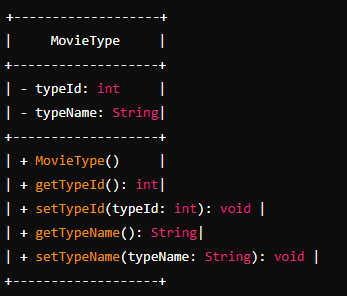 +-------------------+
|     MovieType     |
+-------------------+
| - typeId: int     |
| - typeName: String|
+-------------------+
| + MovieType()     |
| + getTypeId(): int|
| + setTypeId(typeId: int): void |
| + getTypeName(): String|
| + setTypeName(typeName: String): void |
+-------------------+